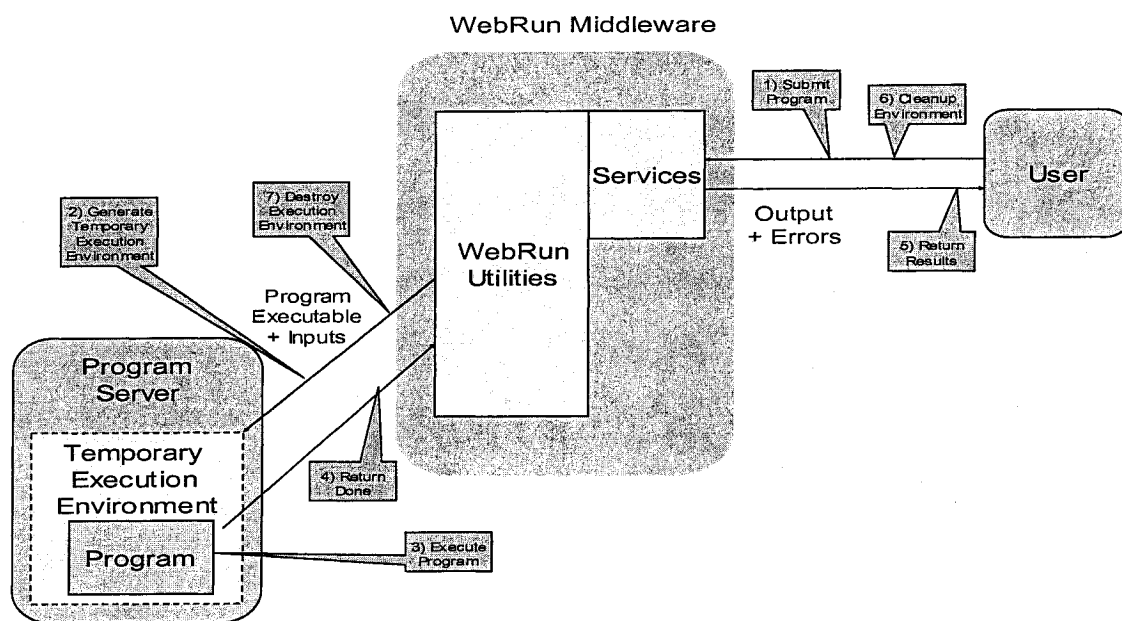 WebRun Middleware
1) Submit
Program
6) Cleanup
Environment
User
Services
Output
+ Errors
5) Return
Results
WebRun
Utilities
2) Generate
Temporary
Execution
Environment
7) Destroy
Execution
Environment
Program
Executable
+ Inputs
Program
Server
Temporary
Execution
Environment
Program
4) Return
Done
3) Execute
Program